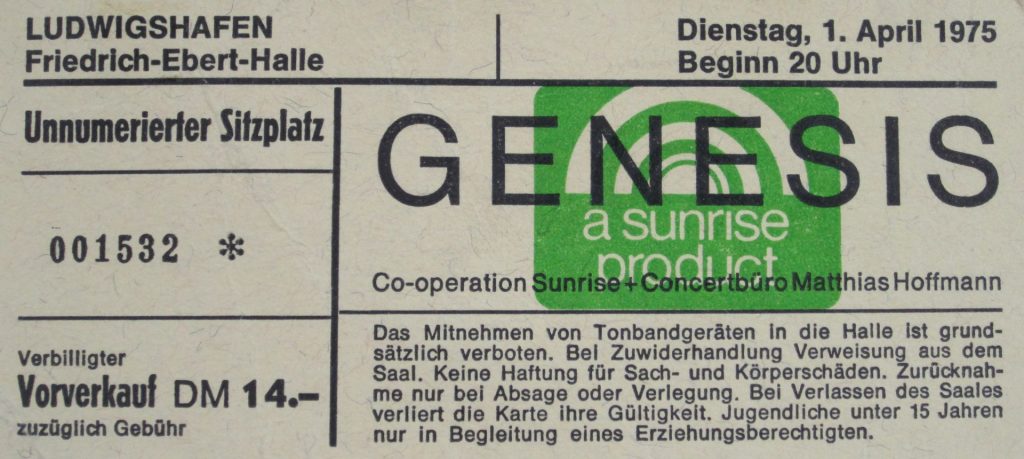 LUDWIGSHAFEN
Friedrich-Ebert-Halle
Dienstag, 1. April 1975
Beginn 20 Uhr
Unnumerierter Sitzplatz
001532 *
Verbilligter
Vorverkauf DM 14.–
zuzüglich Gebühr
GENESIS
a sunrise
product
Co-operation Sunrise + Concertbüro Matthias Hoffmann
Das Mitnehmen von Tonbandgeräten in die Halle ist grund-
sätzlich verboten. Bei Zuwiderhandlung Verweisung aus dem
Saal. Keine Haftung für Sach- und Körperschäden. Zurücknah-
me nur bei Absage oder Verlegung. Bei Verlassen des Saales
verliert die Karte ihre Gültigkeit. Jugendliche unter 15 Jahren
nur in Begleitung eines Erziehungsberechtigten.